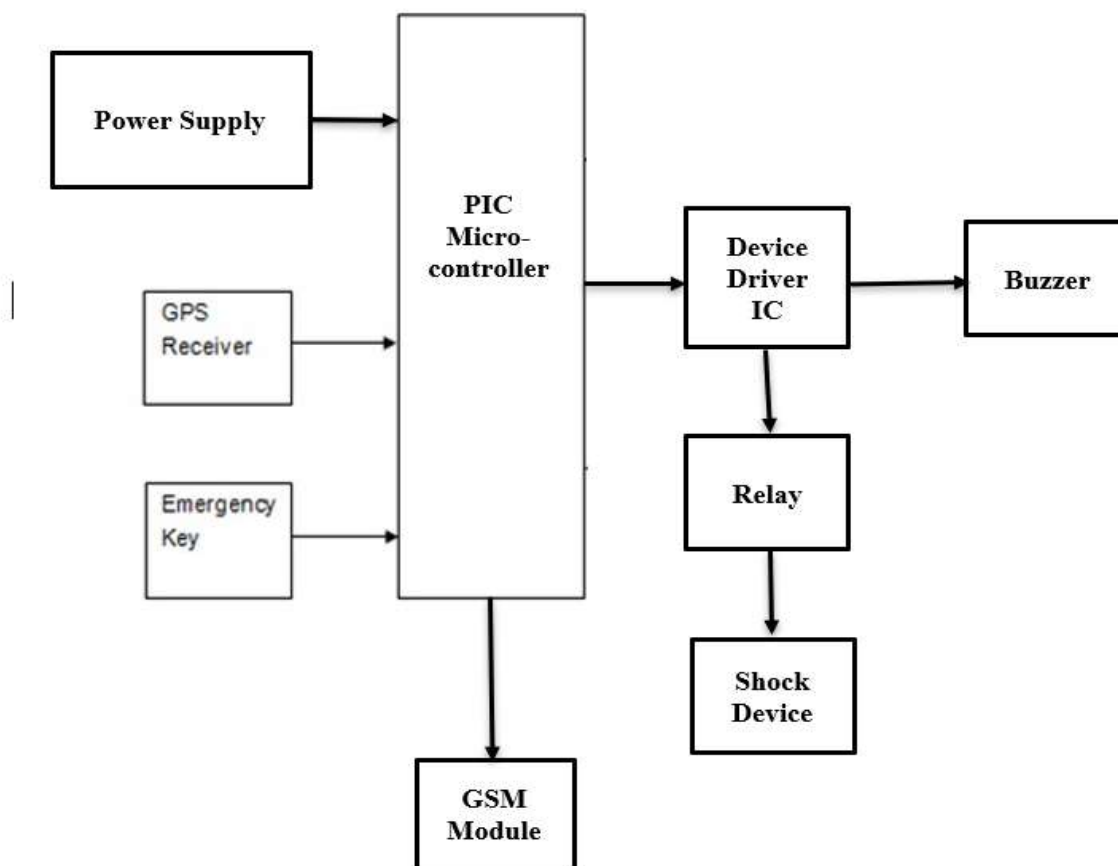 Power Supply
PIC
Micro-
controller
GPS
Receiver
Emergency
Key
Device
Driver
IC
Buzzer
Relay
Shock
Device
GSM
Module